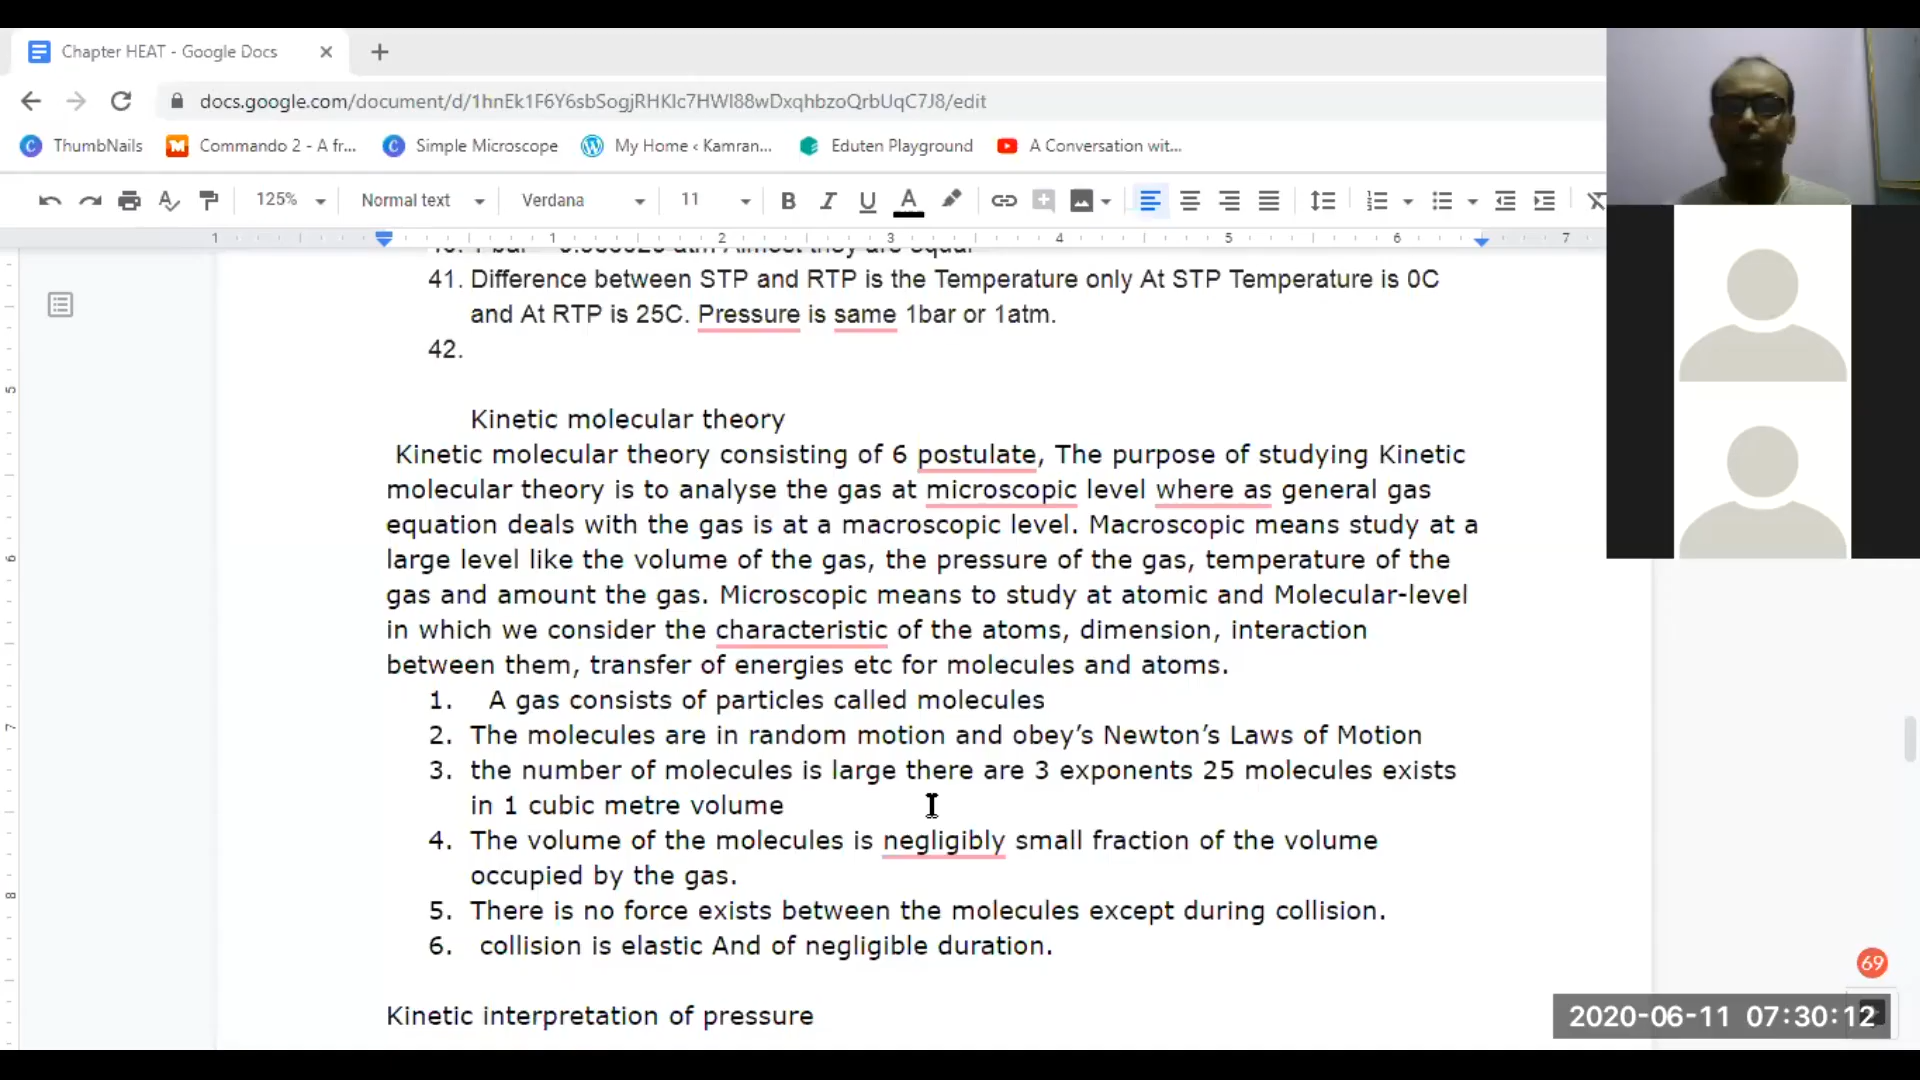 Chapter HEAT - Google Docs
docs.google.com/document/d/1hnEk1F6Y6sbSogjRHKlc7HWl88wDxqhbzoQrbUqC7J8/edit
ThumbNails Commando 2 - A fr... Simple Microscope My Home ‹ Kamran... Eduten Playground A Conversation wit...
125% Normal text Verdana 11 B I U A
1 1 2 3 4 5 6 7
41. Difference between STP and RTP is the Temperature only At STP Temperature is 0C
and At RTP is 25C. Pressure is same 1bar or 1atm.
42.
5
Kinetic molecular theory
Kinetic molecular theory consisting of 6 postulate, The purpose of studying Kinetic
molecular theory is to analyse the gas at microscopic level where as general gas
equation deals with the gas is at a macroscopic level. Macroscopic means study at a
6
large level like the volume of the gas, the pressure of the gas, temperature of the
gas and amount the gas. Microscopic means to study at atomic and Molecular-level
in which we consider the characteristic of the atoms, dimension, interaction
between them, transfer of energies etc for molecules and atoms.
1. A gas consists of particles called molecules
7
2. The molecules are in random motion and obey’s Newton’s Laws of Motion
3. the number of molecules is large there are 3 exponents 25 molecules exists
in 1 cubic metre volume
4. The volume of the molecules is negligibly small fraction of the volume
occupied by the gas.
8
5. There is no force exists between the molecules except during collision.
6. collision is elastic And of negligible duration.
69
Kinetic interpretation of pressure
2020-06-11 07:30:12